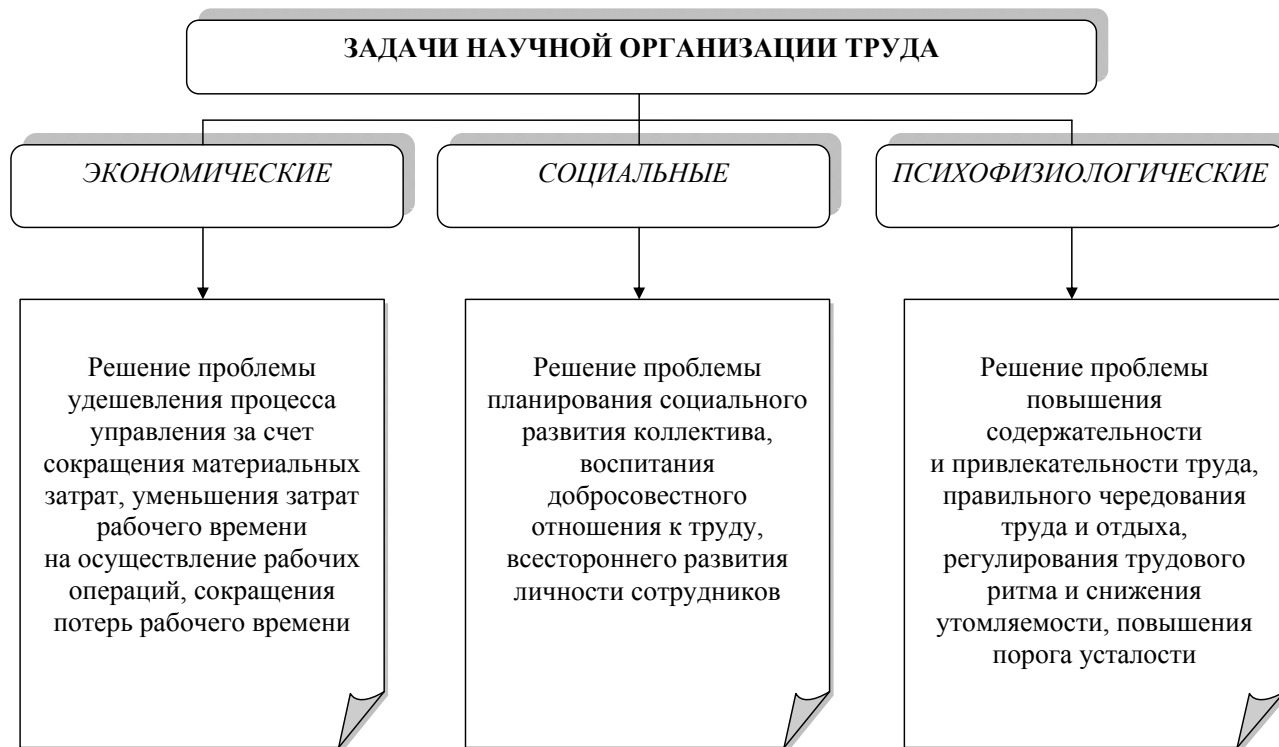 ЗАДАЧИ НАУЧНОЙ ОРГАНИЗАЦИИ ТРУДА
ЭКОНОМИЧЕСКИЕ
СОЦИАЛЬНЫЕ
ПСИХОФИЗИОЛОГИЧЕСКИЕ
Решение проблемы
удешевления процесса
управления за счет
сокращения материальных
затрат, уменьшения затрат
рабочего времени
на осуществление рабочих
операций, сокращения
потерь рабочего времени
Решение проблемы
планирования социального
развития коллектива,
воспитания
добросовестного
отношения к труду,
всестороннего развития
личности сотрудников
Решение проблемы
повышения
содержательности
и привлекательности труда,
правильного чередования
труда и отдыха,
регулирования трудового
ритма и снижения
утомляемости, повышения
порога усталости